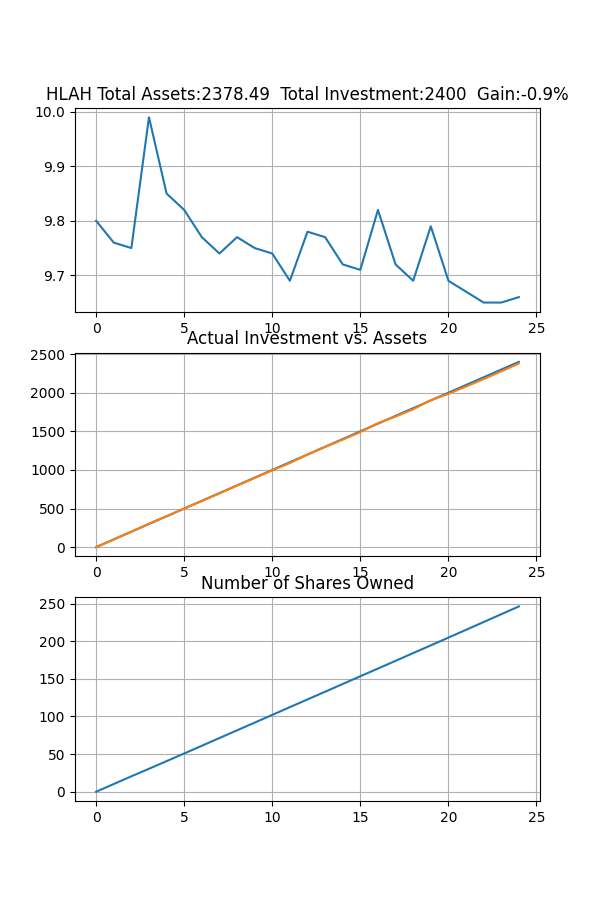 HLAH Total Assets:2378.49  Total Investment:2400  Gain:-0.9%
10.0
9.9
9.8
9.7
0 5 10 15 20 25
Actual Investment vs. Assets
2500
2000
1500
1000
500
0
0 5 10 15 20 25
Number of Shares Owned
250
200
150
100
50
0
0 5 10 15 20 25